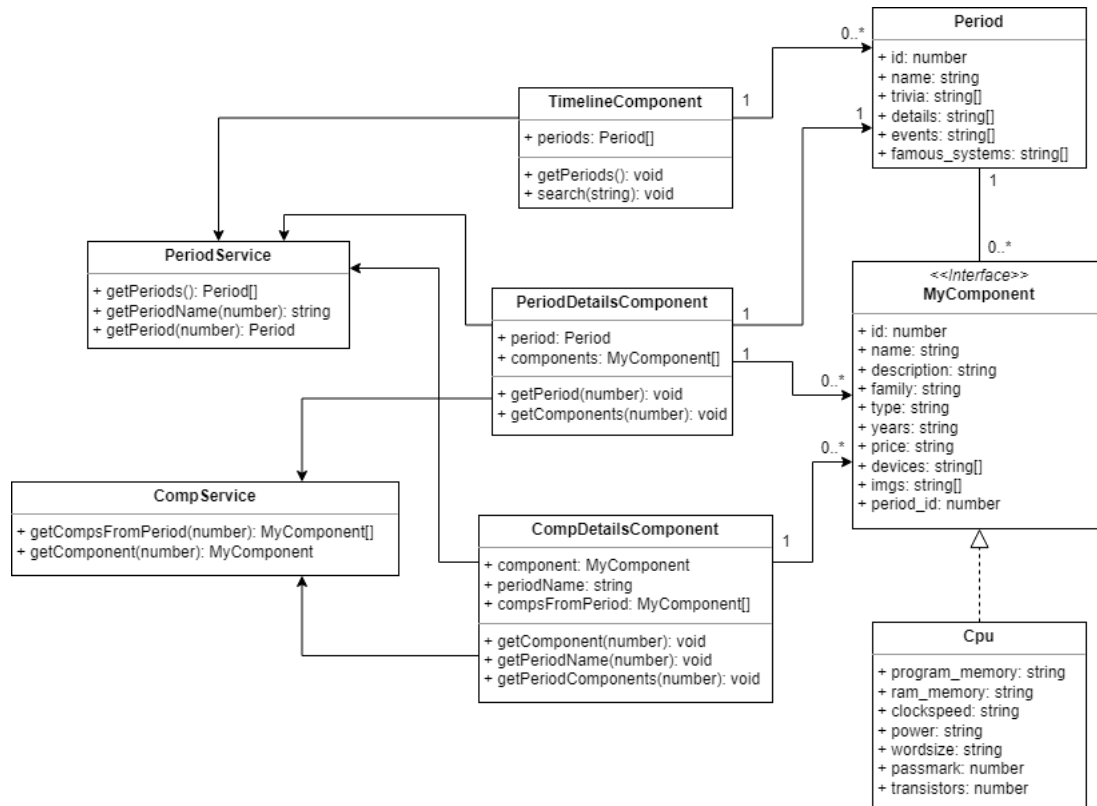 Period
+ id: number
+ name: string
+ trivia: string[]
+ details: string[]
+ events: string[]
+ famous_systems: string[]
0..*
1
1
1
0..*
TimelineComponent
+ periods: Period[]
+ getPeriods(): void
+ search(string): void
PeriodService
+ getPeriods(): Period[]
+ getPeriodName(number): string
+ getPeriod(number): Period
PeriodDetailsComponent
+ period: Period
+ components: MyComponent[]
+ getPeriod(number): void
+ getComponents(number): void
1
1
0..*
0..*
<<Interface>>
MyComponent
+ id: number
+ name: string
+ description: string
+ family: string
+ type: string
+ years: string
+ price: string
+ devices: string[]
+ imgs: string[]
+ period_id: number
CompService
+ getCompsFromPeriod(number): MyComponent[]
+ getComponent(number): MyComponent
CompDetailsComponent
+ component: MyComponent
+ periodName: string
+ compsFromPeriod: MyComponent[]
+ getComponent(number): void
+ getPeriodName(number): void
+ getPeriodComponents(number): void
1
Cpu
+ program_memory: string
+ ram_memory: string
+ clockspeed: string
+ power: string
+ wordsize: string
+ passmark: number
+ transistors: number